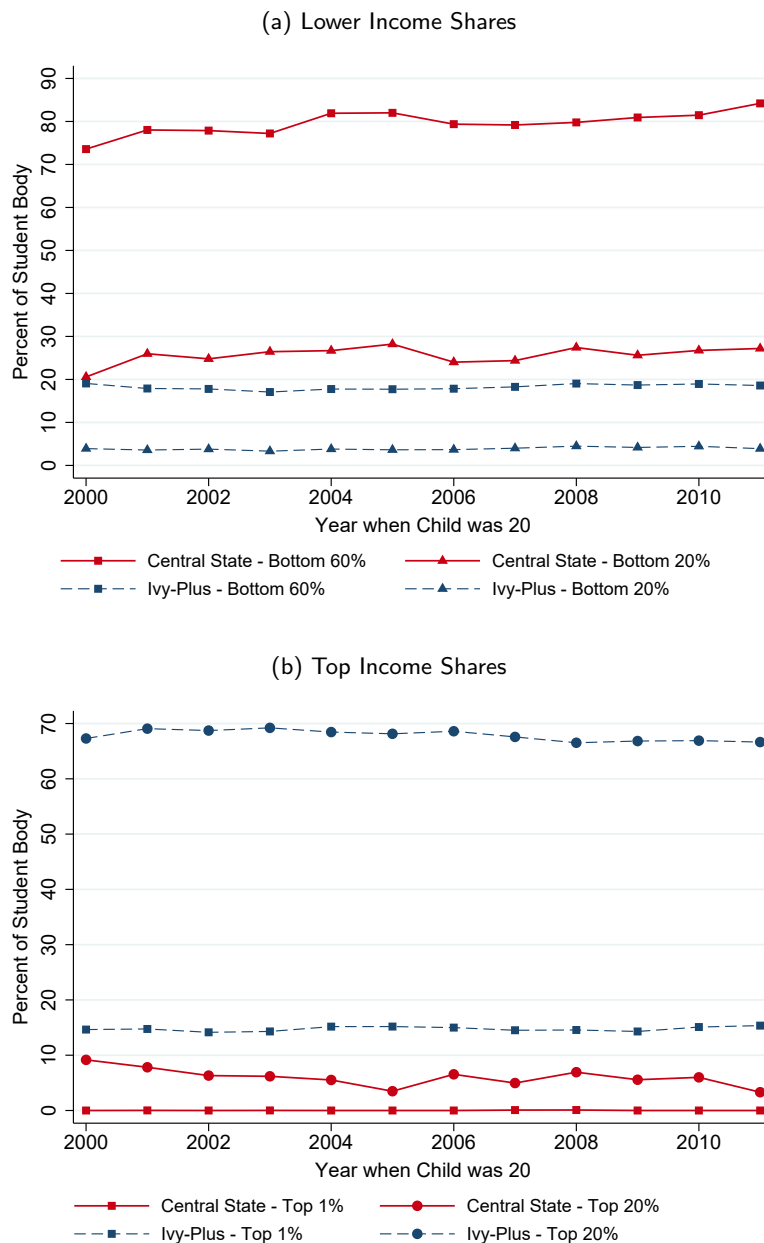 (a) Lower Income Shares
Percent of Student Body
90
80
70
60
50
40
30
20
10
0
2000 2002 2004 2006 2008 2010
Year when Child was 20
Central State - Bottom 60% Central State - Bottom 20%
Ivy-Plus - Bottom 60% Ivy-Plus - Bottom 20%
(b) Top Income Shares
Percent of Student Body
70
60
50
40
30
20
10
0
2000 2002 2004 2006 2008 2010
Year when Child was 20
Central State - Top 1% Central State - Top 20%
Ivy-Plus - Top 1% Ivy-Plus - Top 20%